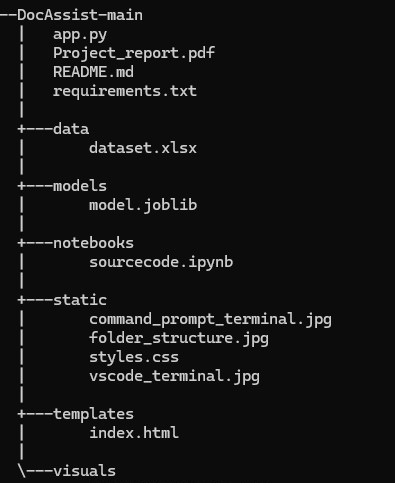 --DocAssist-main
|   app.py
|   Project_report.pdf
|   README.md
|   requirements.txt
|
+---data
|       dataset.xlsx
|
+---models
|       model.joblib
|
+---notebooks
|       sourcecode.ipynb
|
+---static
|       command_prompt_terminal.jpg
|       folder_structure.jpg
|       styles.css
|       vscode_terminal.jpg
|
+---templates
|       index.html
|
\---visuals